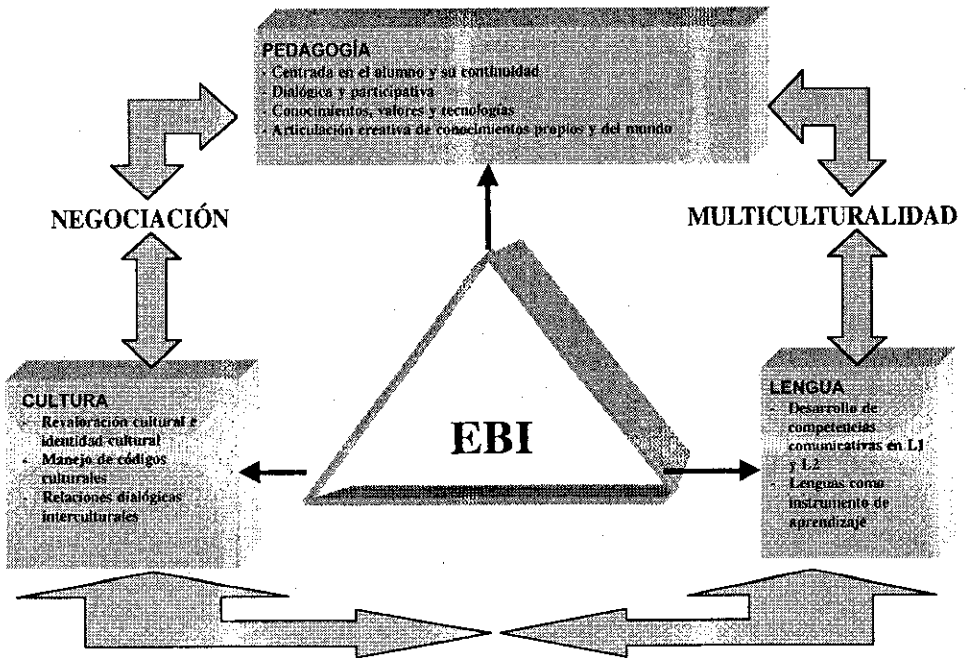 PEDAGOGÍA
- Centrada en el alumno y su continuidad
- Dialógica y participativa
- Conocimientos, valores y tecnologías
- Articulación creativa de conocimientos propios y del mundo
NEGOCIACIÓN
MULTICULTURALIDAD
CULTURA
- Revaloración cultural e
identidad cultural
- Manejo de códigos
culturales
- Relaciones dialógicas
interculturales
EBI
LENGUA
- Desarrollo de
competencias
comunicativas en L1
y L2
- Lenguas como
instrumento de
aprendizaje